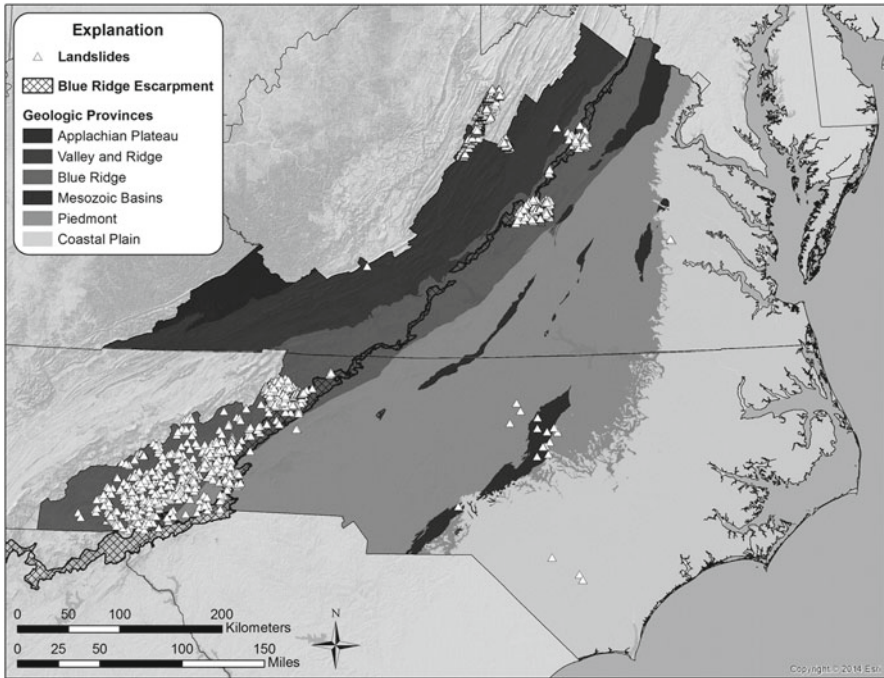 Explanation
Landslides
Blue Ridge Escarpment
Geologic Provinces
Applachian Plateau
Valley and Ridge
Blue Ridge
Mesozoic Basins
Piedmont
Coastal Plain
0 50 100 200
Kilometers
0 25 50 100 150
Miles
N
Copyright © 2014 Esri